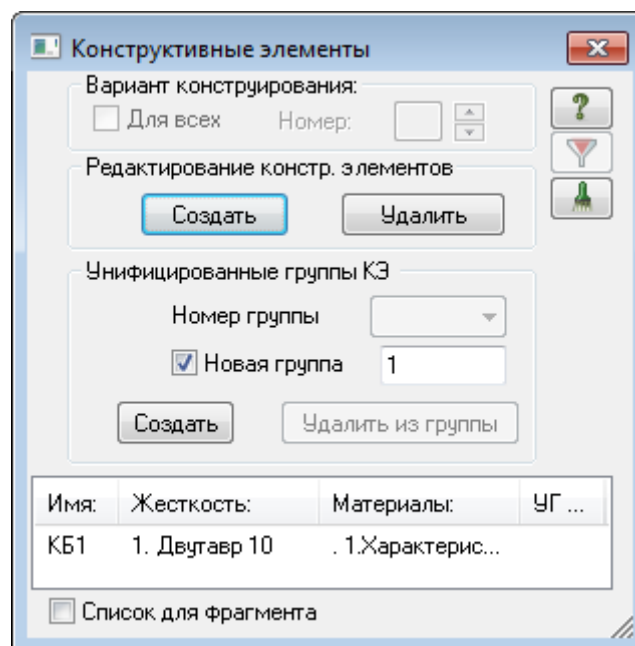 Конструктивные элементы
Вариант конструирования:
Для всех Номер:
Редактирование констр. элементов
Создать Удалить
Унифицированные группы КЭ
Номер группы
Новая группа 1
Создать Удалить из группы
Имя: Жесткость: Материалы: УГ ...
КБ1 1. Двутавр 10 . 1.Характерис...
Список для фрагмента